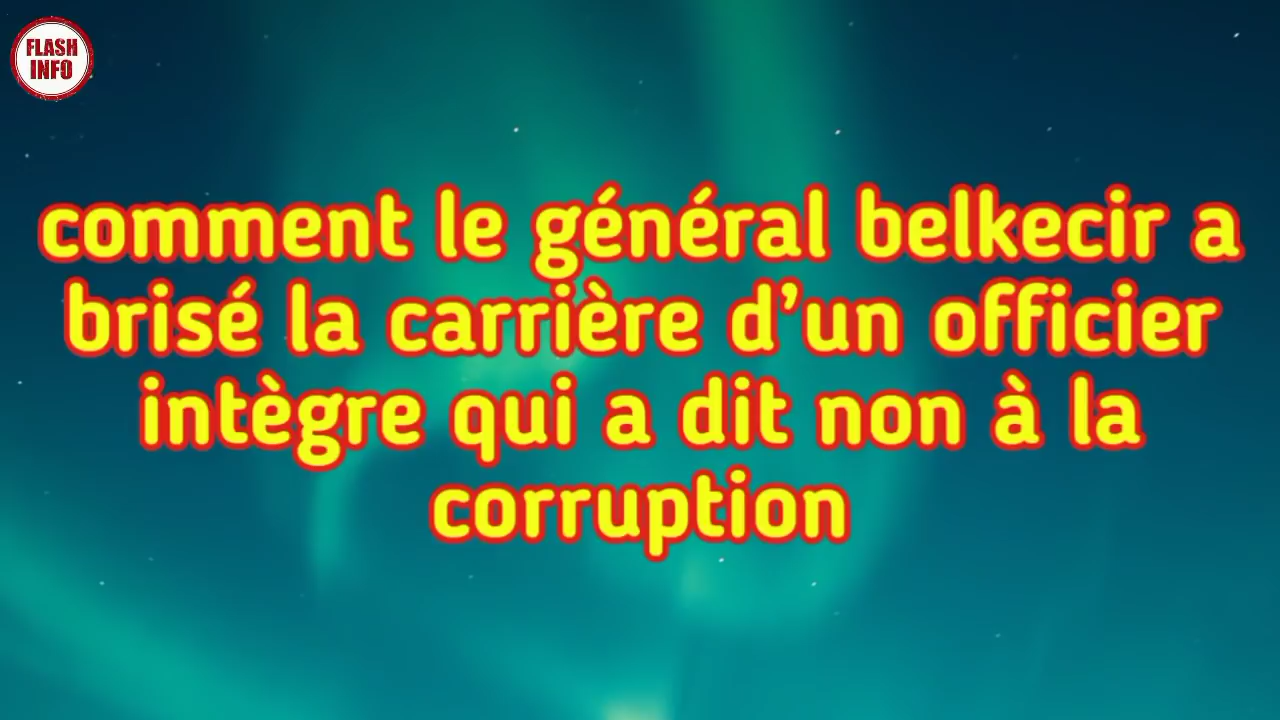 FLASH
INFO
comment le général belkecir a
brisé la carrière d’un officier
intègre qui a dit non à la
corruption